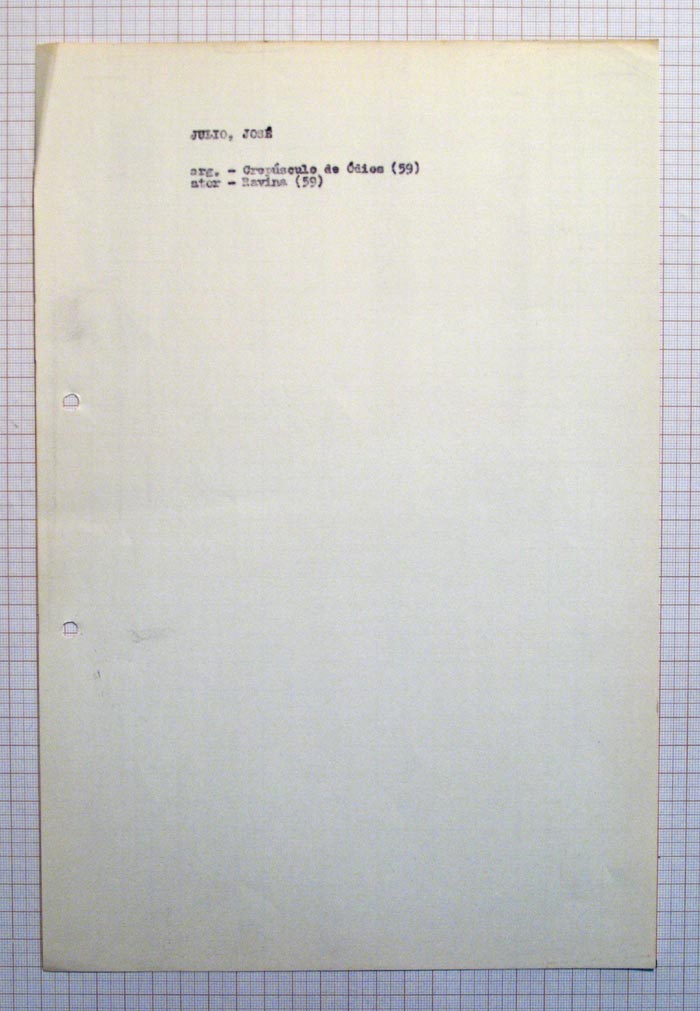 JULIO, JOSÉ
arg. - Crepúsculo de Ódios (59)
ator - Ravina (59)